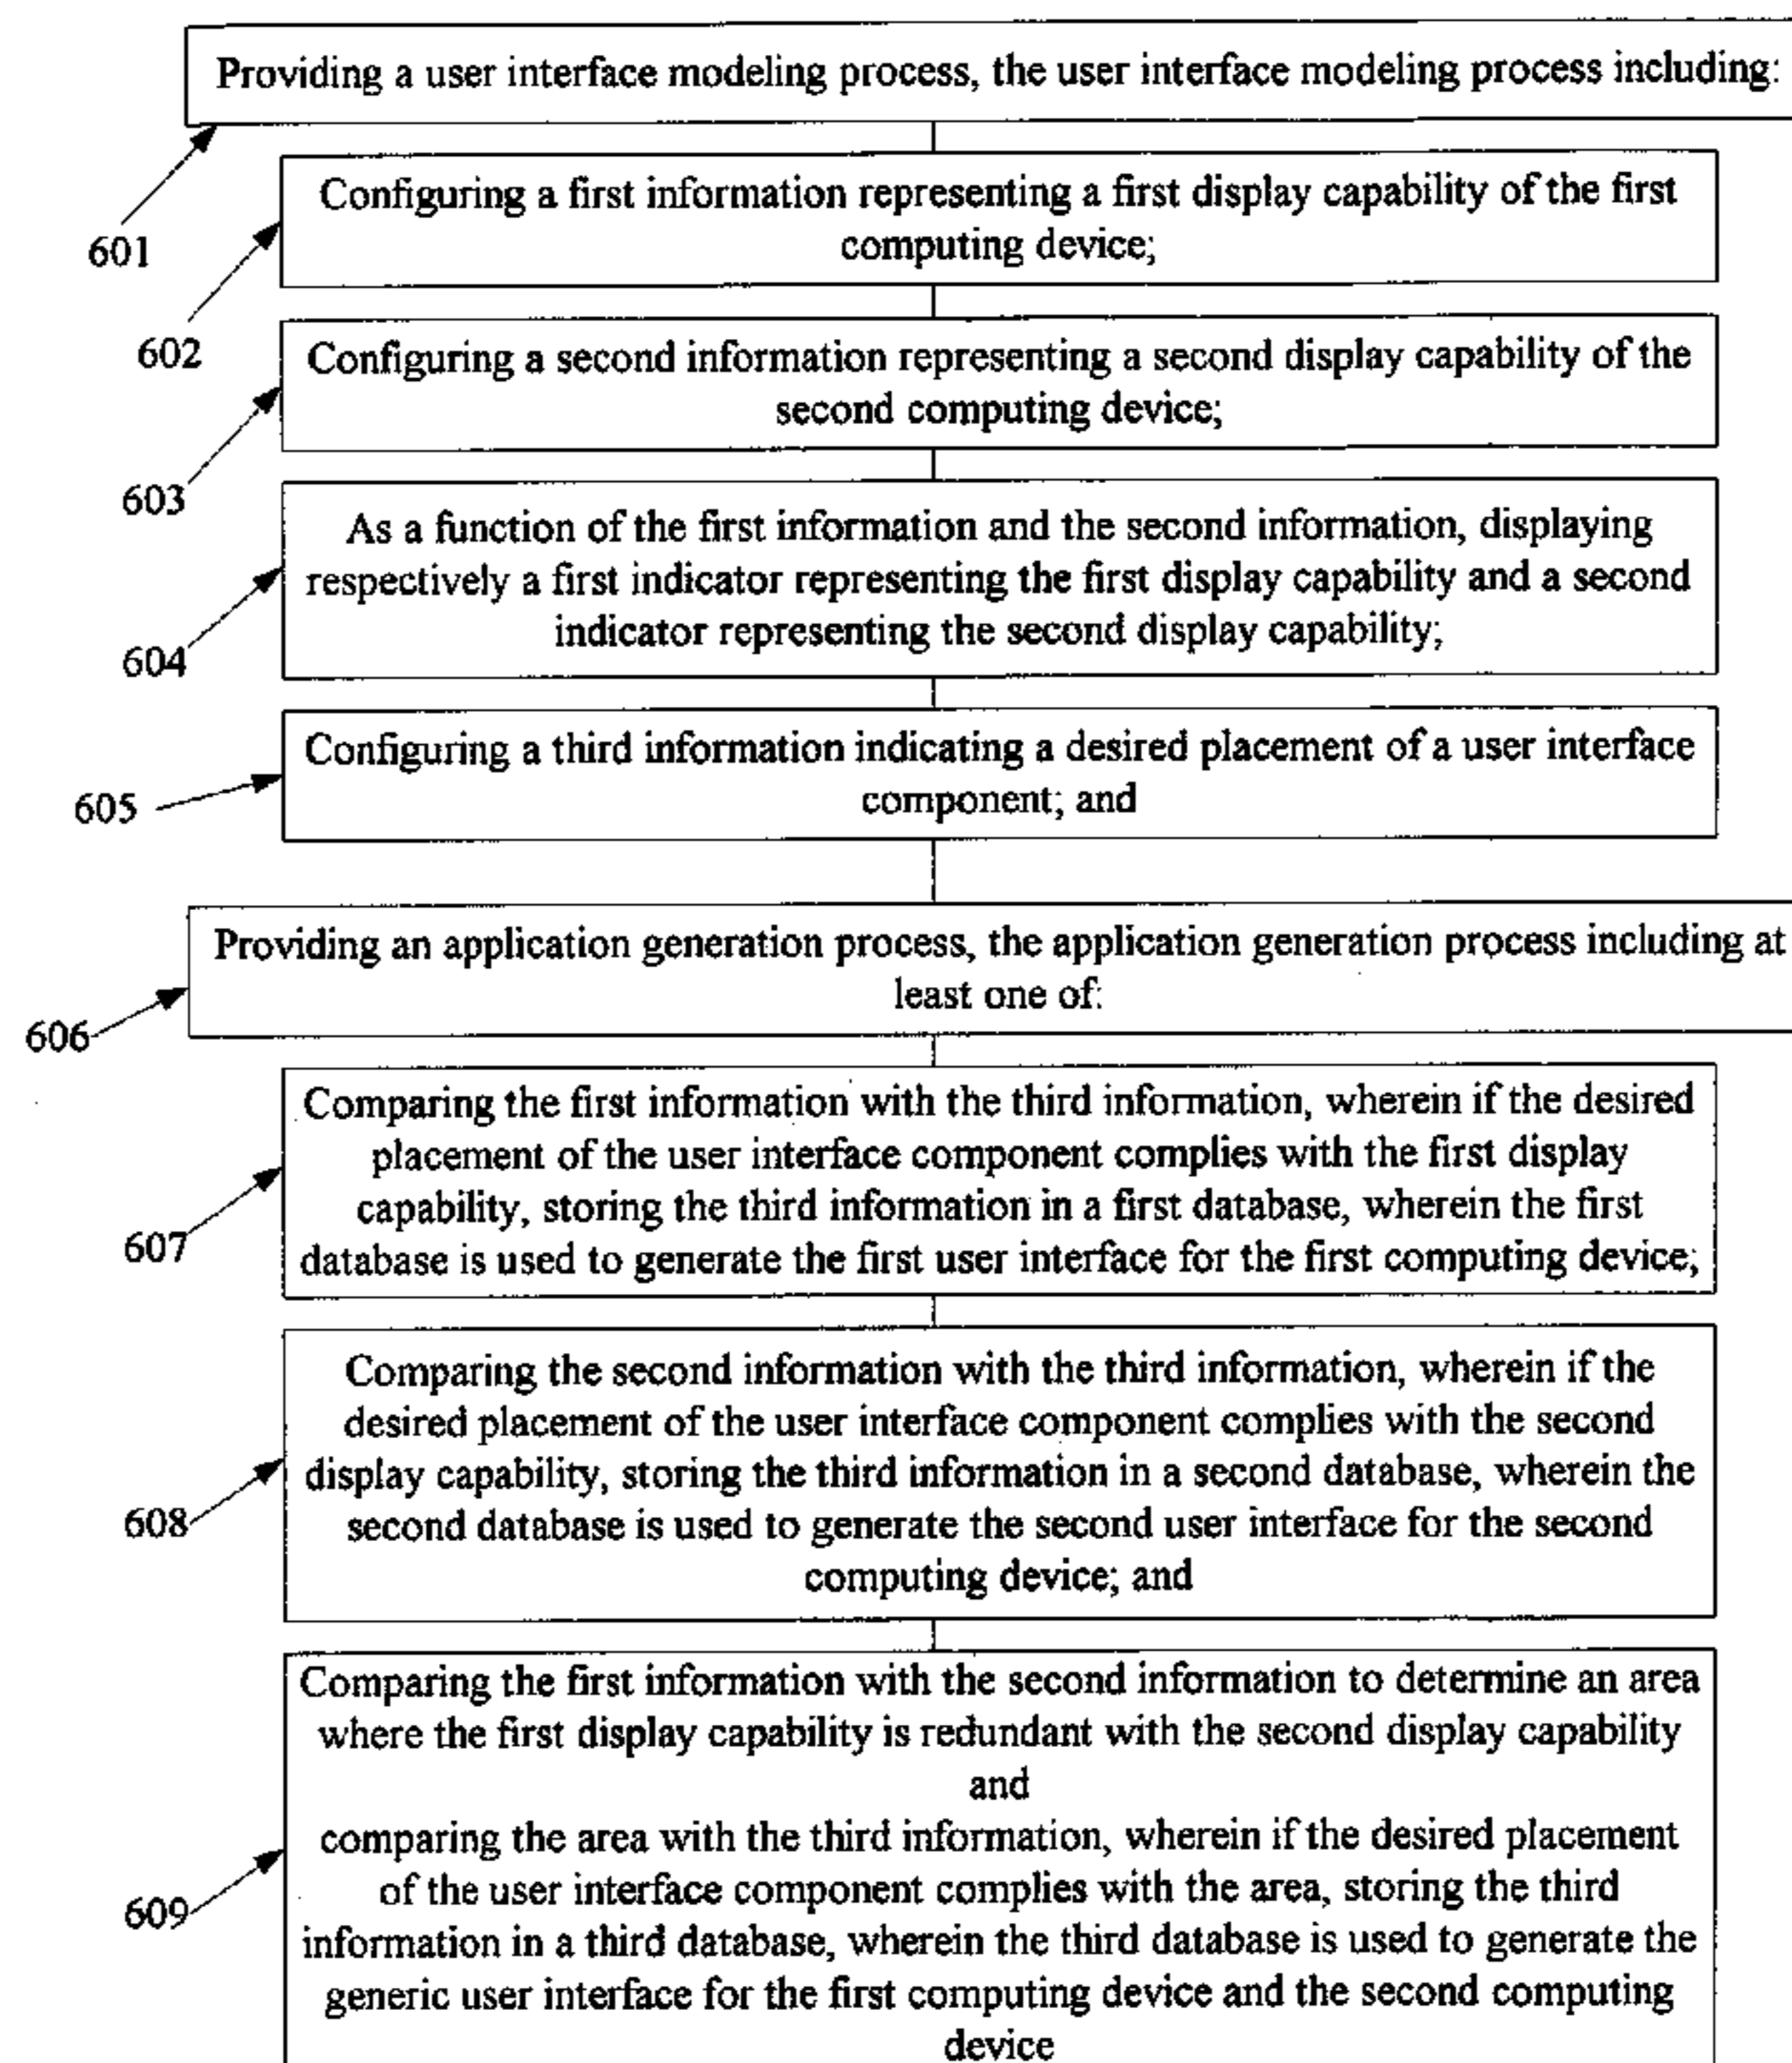 Providing a user interface modeling process, the user interface modeling process including:
601
Configuring a first information representing a first display capability of the first
computing device;
602
Configuring a second information representing a second display capability of the
second computing device;
603
As a function of the first information and the second information, displaying
respectively a first indicator representing the first display capability and a second
indicator representing the second display capability;
604
Configuring a third information indicating a desired placement of a user interface
component; and
605
Providing an application generation process, the application generation process including at
least one of:
606
Comparing the first information with the third information, wherein if the desired
placement of the user interface component complies with the first display
capability, storing the third information in a first database, wherein the first
database is used to generate the first user interface for the first computing device;
607
Comparing the second information with the third information, wherein if the
desired placement of the user interface component complies with the second
display capability, storing the third information in a second database, wherein the
second database is used to generate the second user interface for the second
computing device; and
608
Comparing the first information with the second information to determine an area
where the first display capability is redundant with the second display capability
and
comparing the area with the third information, wherein if the desired placement
of the user interface component complies with the area, storing the third
information in a third database, wherein the third database is used to generate the
generic user interface for the first computing device and the second computing
device
609